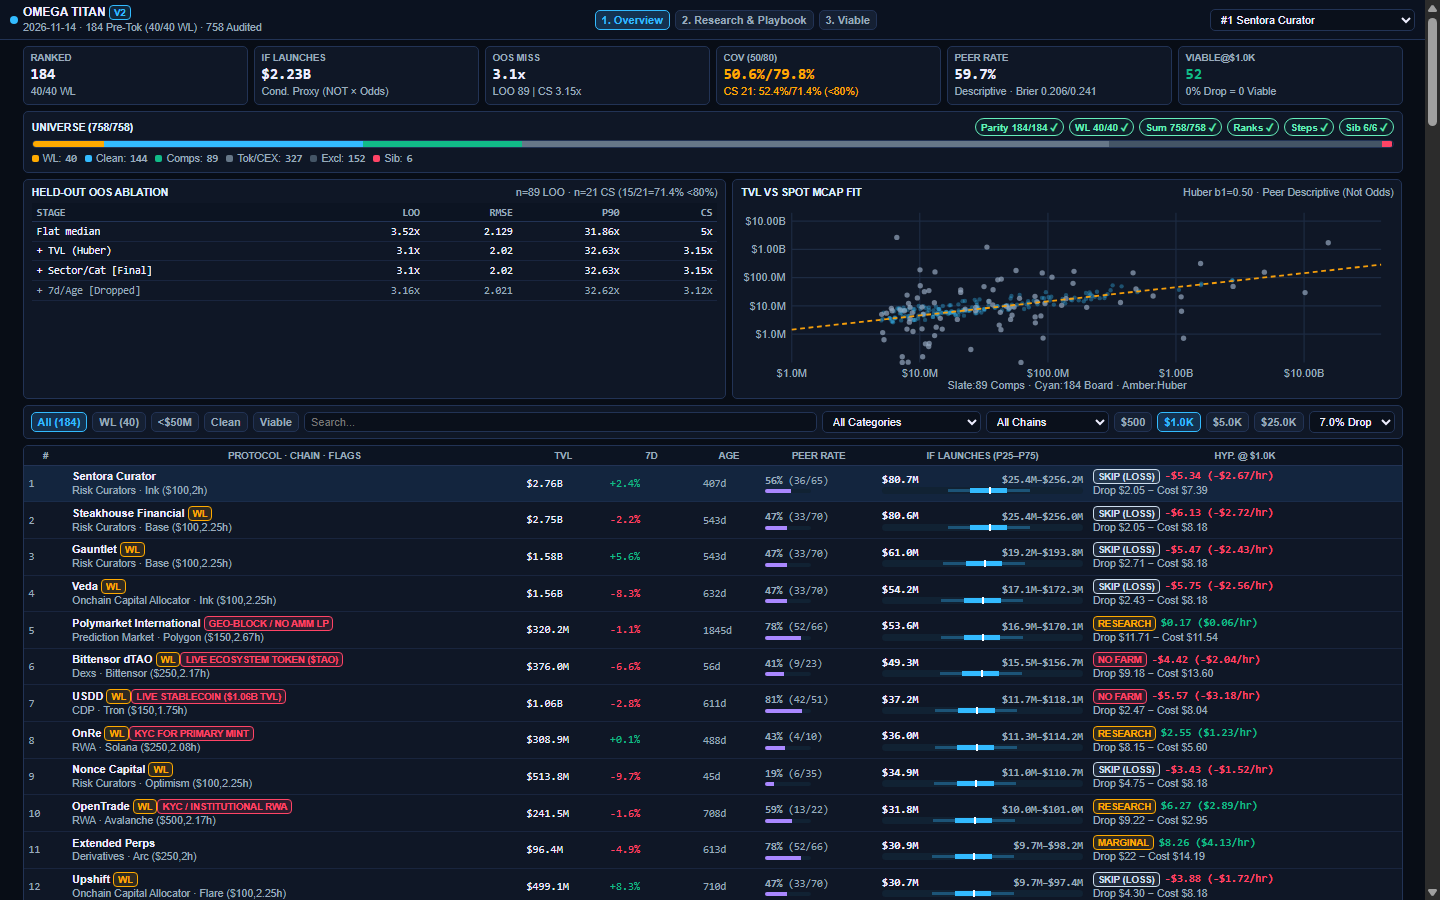 OMEGA TITAN V2
2026-11-14 · 184 Pre-Tok (40/40 WL) · 758 Audited
1. Overview 2. Research & Playbook 3. Viable
#1 Sentora Curator
RANKED
184
40/40 WL
IF LAUNCHES
$2.23B
Cond. Proxy (NOT × Odds)
OOS MISS
3.1x
LOO 89 | CS 3.15x
COV (50/80)
50.6%/79.8%
CS 21: 52.4%/71.4% (<80%)
PEER RATE
59.7%
Descriptive · Brier 0.206/0.241
VIABLE@$1.0K
52
0% Drop = 0 Viable
UNIVERSE (758/758)
Parity 184/184 ✓ WL 40/40 ✓ Sum 758/758 ✓ Ranks ✓ Steps ✓ Sib 6/6 ✓
WL: 40 Clean: 144 Comps: 89 Tok/CEX: 327 Excl: 152 Sib: 6
HELD-OUT OOS ABLATION n=89 LOO · n=21 CS (15/21=71.4% <80%)
STAGE LOO RMSE P90 CS
Flat median 3.52x 2.129 31.86x 5x
+ TVL (Huber) 3.1x 2.02 32.63x 3.15x
+ Sector/Cat [Final] 3.1x 2.02 32.63x 3.15x
+ 7d/Age [Dropped] 3.16x 2.021 32.62x 3.12x
TVL VS SPOT MCAP FIT Huber b1=0.50 · Peer Descriptive (Not Odds)
$10.00B
$1.00B
$100.0M
$10.0M
$1.0M
$1.0M $10.0M $100.0M $1.00B $10.00B
Slate:89 Comps · Cyan:184 Board · Amber:Huber
All (184) WL (40) <$50M Clean Viable Search... All Categories All Chains $500 $1.0K $5.0K $25.0K 7.0% Drop
# PROTOCOL · CHAIN · FLAGS TVL 7D AGE PEER RATE IF LAUNCHES (P25–P75) HYP. @ $1.0K
1 Sentora Curator $2.76B +2.4% 407d 56% (36/65) $80.7M $25.4M–$256.2M SKIP (LOSS) -$5.34 (-$2.67/hr)
Risk Curators · Ink ($100,2h) Drop $2.05 – Cost $7.39
2 Steakhouse Financial WL $2.75B -2.2% 543d 47% (33/70) $80.6M $25.4M–$256.0M SKIP (LOSS) -$6.13 (-$2.72/hr)
Risk Curators · Base ($100,2.25h) Drop $2.05 – Cost $8.18
3 Gauntlet WL $1.58B +5.6% 543d 47% (33/70) $61.0M $19.2M–$193.8M SKIP (LOSS) -$5.47 (-$2.43/hr)
Risk Curators · Base ($100,2.25h) Drop $2.71 – Cost $8.18
4 Veda WL $1.56B -8.3% 632d 47% (33/70) $54.2M $17.1M–$172.3M SKIP (LOSS) -$5.75 (-$2.56/hr)
Onchain Capital Allocator · Ink ($100,2.25h) Drop $2.43 – Cost $8.18
5 Polymarket International GEO-BLOCK / NO AMM LP $320.2M -1.1% 1845d 78% (52/66) $53.6M $16.9M–$170.1M RESEARCH $0.17 ($0.06/hr)
Prediction Market · Polygon ($150,2.67h) Drop $11.71 – Cost $11.54
6 Bittensor dTAO WL LIVE ECOSYSTEM TOKEN ($TAO) $376.0M -6.6% 56d 41% (9/23) $49.3M $15.5M–$156.7M NO FARM -$4.42 (-$2.04/hr)
Dexs · Bittensor ($250,2.17h) Drop $9.18 – Cost $13.60
7 USDD WL LIVE STABLECOIN ($1.06B TVL) $1.06B -2.8% 611d 81% (42/51) $37.2M $11.7M–$118.1M NO FARM -$5.57 (-$3.18/hr)
CDP · Tron ($150,1.75h) Drop $2.47 – Cost $8.04
8 OnRe WL KYC FOR PRIMARY MINT $308.9M +0.1% 488d 43% (4/10) $36.0M $11.3M–$114.2M RESEARCH $2.55 ($1.23/hr)
RWA · Solana ($250,2.08h) Drop $8.15 – Cost $5.60
9 Nonce Capital WL $513.8M -9.7% 45d 19% (6/35) $34.9M $11.0M–$110.7M SKIP (LOSS) -$3.43 (-$1.52/hr)
Risk Curators · Optimism ($100,2.25h) Drop $4.75 – Cost $8.18
10 OpenTrade WL KYC / INSTITUTIONAL RWA $241.5M -1.6% 708d 59% (13/22) $31.8M $10.0M–$101.0M RESEARCH $6.27 ($2.89/hr)
RWA · Avalanche ($500,2.17h) Drop $9.22 – Cost $2.95
11 Extended Perps $96.4M -4.9% 613d 78% (52/66) $30.9M $9.7M–$98.2M MARGINAL $8.26 ($4.13/hr)
Derivatives · Arc ($250,2h) Drop $22 – Cost $14.19
12 Upshift WL $499.1M +8.3% 710d 47% (33/70) $30.7M $9.7M–$97.4M SKIP (LOSS) -$3.88 (-$1.72/hr)
Onchain Capital Allocator · Flare ($100,2.25h) Drop $4.30 – Cost $8.18